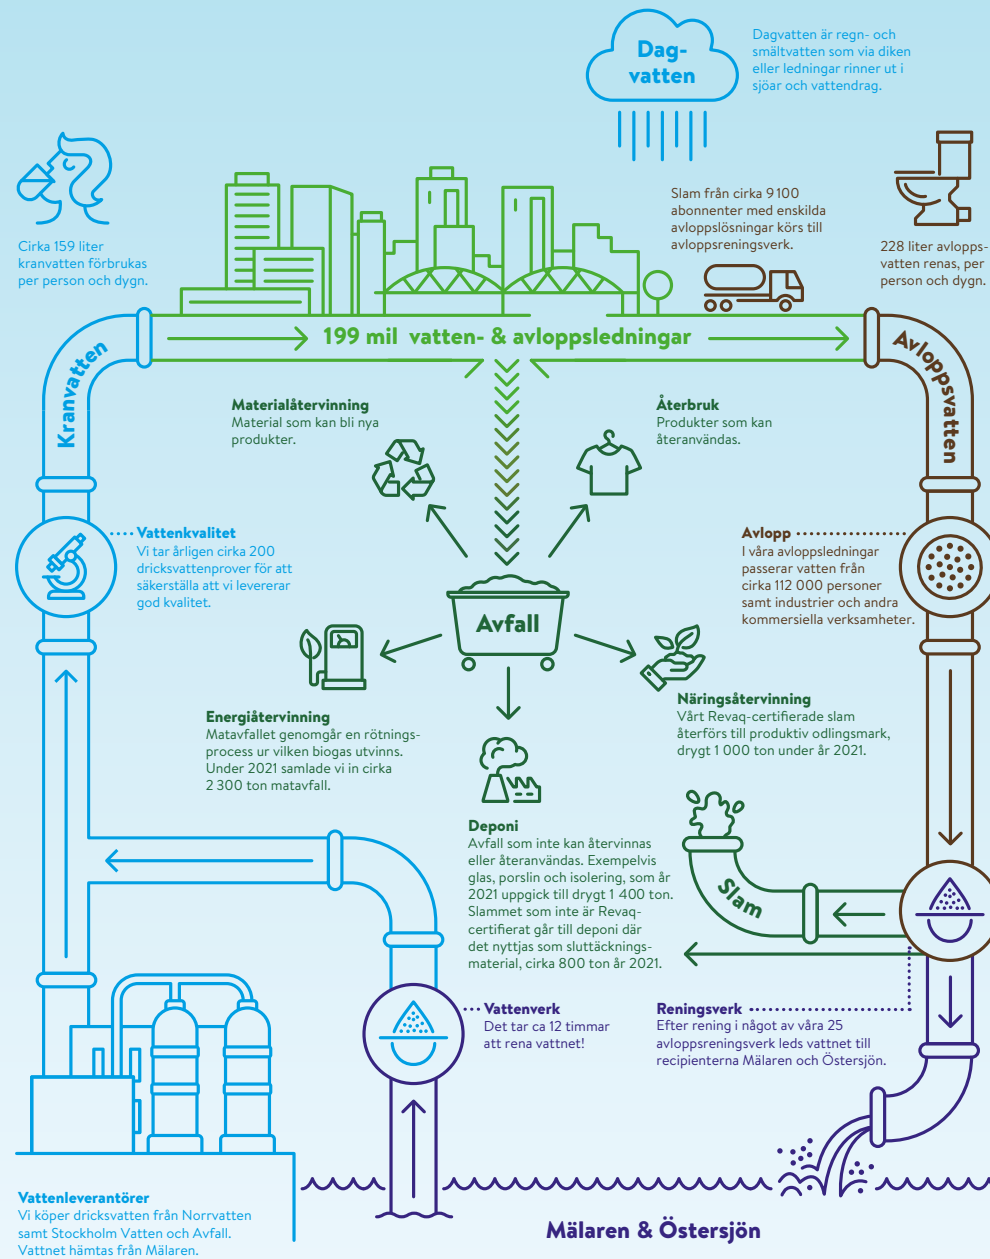 Dag-
vatten
Dagvatten är regn- och
smältvatten som via diken
eller ledningar rinner ut i
sjöar och vattendrag.
Cirka 159 liter
kranvatten förbrukas
per person och dygn.
Slam från cirka 9 100
abonnenter med enskilda
avloppslösningar körs till
avloppsreningsverk.
228 liter avlopps-
vatten renas, per
person och dygn.
199 mil vatten- & avloppsledningar
Kranvatten
Avloppsvatten
Materialåtervinning
Material som kan bli nya
produkter.
Återbruk
Produkter som kan
återanvändas.
Vattenkvalitet
Vi tar årligen cirka 200
dricksvattenprover för att
säkerställa att vi levererar
god kvalitet.
Avlopp
I våra avloppsledningar
passerar vatten från
cirka 112 000 personer
samt industrier och andra
kommersiella verksamheter.
Avfall
Energiåtervinning
Matavfallet genomgår en rötnings-
process ur vilken biogas utvinns.
Under 2021 samlade vi in cirka
2 300 ton matavfall.
Näringsåtervinning
Vårt Revaq-certifierade slam
återförs till produktiv odlingsmark,
drygt 1 000 ton under år 2021.
Deponi
Avfall som inte kan återvinnas
eller återanvändas. Exempelvis
glas, porslin och isolering, som år
2021 uppgick till drygt 1 400 ton.
Slammet som inte är Revaq-
certifierat går till deponi där
det nyttjas som sluttäcknings-
material, cirka 800 ton år 2021.
Slam
Vattenverk
Det tar ca 12 timmar
att rena vattnet!
Reningsverk
Efter rening i något av våra 25
avloppsreningsverk leds vattnet till
recipienterna Mälaren och Östersjön.
Vattenleverantörer
Vi köper dricksvatten från Norrvatten
samt Stockholm Vatten och Avfall.
Vattnet hämtas från Mälaren.
Mälaren & Östersjön